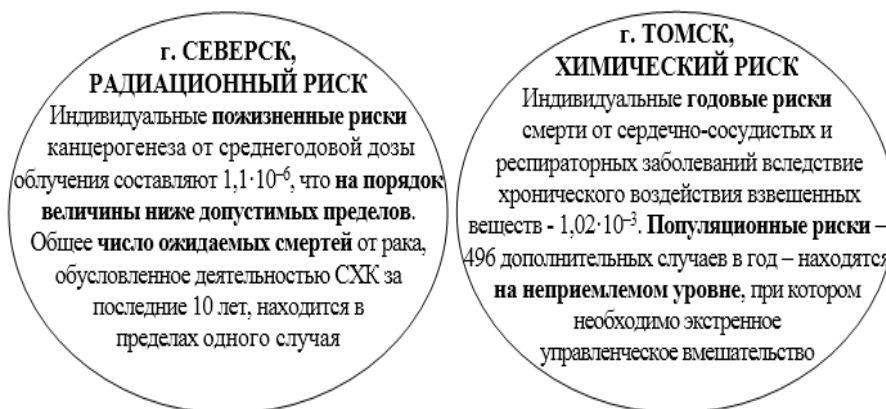 г. СЕВЕРСК,
РАДИАЦИОННЫЙ РИСК
Индивидуальные пожизненные риски
канцерогенеза от среднегодовой дозы
облучения составляют 1,1·10⁻⁶, что на порядок
величины ниже допустимых пределов.
Общее число ожидаемых смертей от рака,
обусловленное деятельностью СХК за
последние 10 лет, находится в
пределах одного случая
г. ТОМСК,
ХИМИЧЕСКИЙ РИСК
Индивидуальные годовые риски
смерти от сердечно-сосудистых и
респираторных заболеваний вследствие
хронического воздействия взвешенных
веществ - 1,02·10⁻³. Популяционные риски –
496 дополнительных случаев в год – находятся
на неприемлемом уровне, при котором
необходимо экстренное
управленческое вмешательство